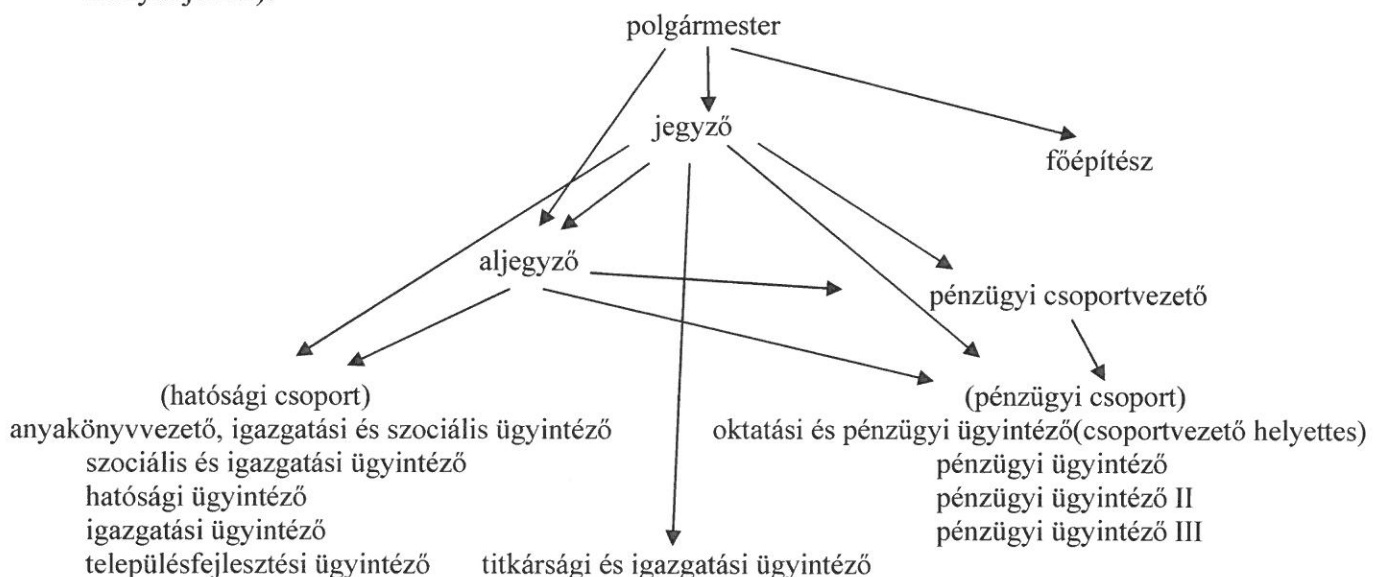 polgármester
jegyző
főépítész
aljegyző
pénzügyi csoportvezető
(hatósági csoport)
anyakönyvvezető, igazgatási és szociális ügyintéző
szociális és igazgatási ügyintéző
hatósági ügyintéző
igazgatási ügyintéző
településfejlesztési ügyintéző
titkársági és igazgatási ügyintéző
(pénzügyi csoport)
oktatási és pénzügyi ügyintéző(csoportvezető helyettes)
pénzügyi ügyintéző
pénzügyi ügyintéző II
pénzügyi ügyintéző III